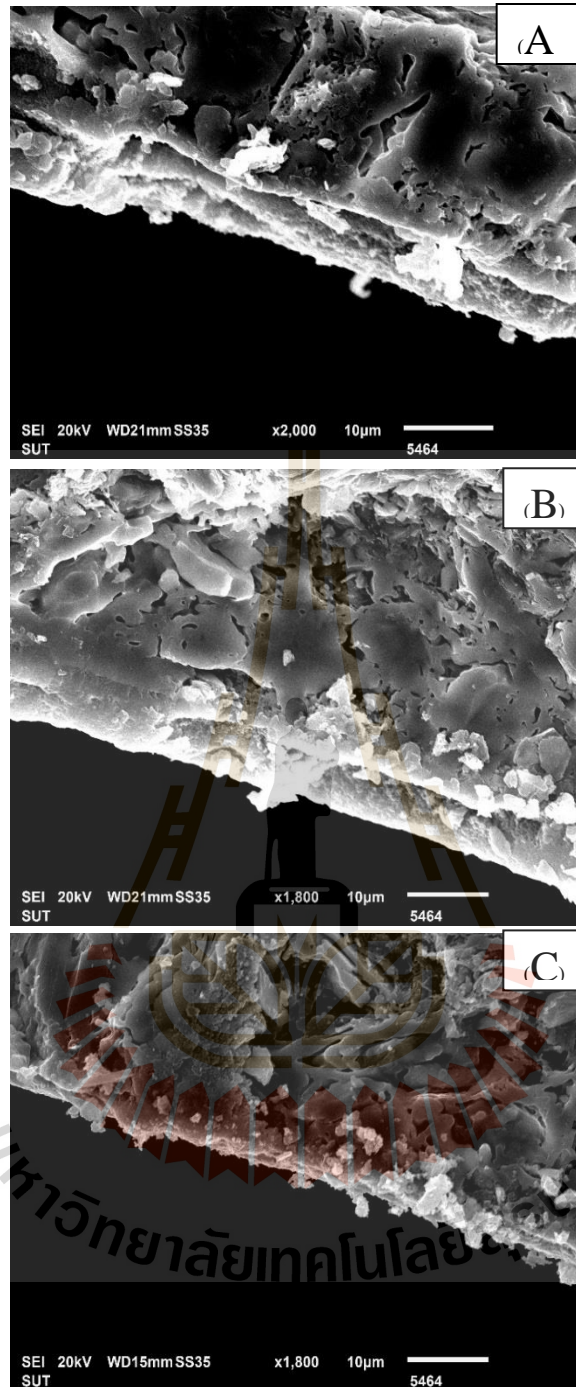 (A
SEI 20kV WD21mm SS35 x2,000 10µm
SUT 5464
(B)
SEI 20kV WD21mm SS35 x1,800 10µm
SUT 5464
(C)
SEI 20kV WD15mm SS35 x1,800 10µm
SUT 5464
มหาวิทยาลัยเทคโนโลยี